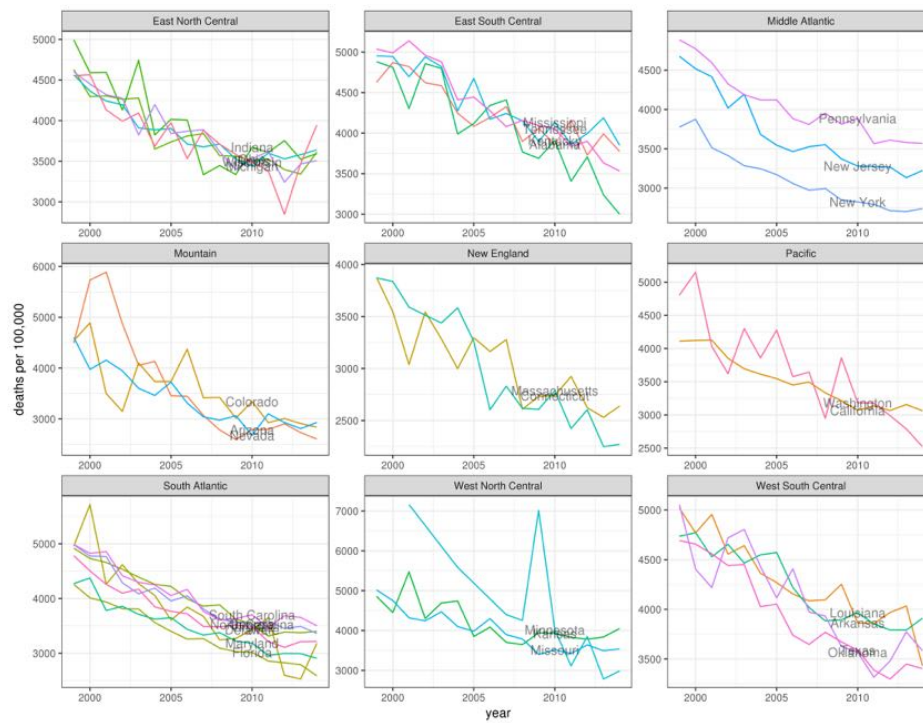 East North Central
East South Central
Middle Atlantic
5000
4500
4000
3500
3000
Indiana
Michigan
2000
2005
2010
5000
4500
4000
3500
3000
Mississippi
Tennessee
Kentucky
Alabama
2000
2005
2010
4500
4000
3500
3000
Pennsylvania
New Jersey
New York
2000
2005
2010
Mountain
New England
Pacific
6000
5000
4000
3000
Colorado
Arizona
Nevada
2000
2005
2010
4000
3500
3000
2500
Massachusetts
Connecticut
2000
2005
2010
5000
4500
4000
3500
3000
2500
Washington
California
2000
2005
2010
South Atlantic
West North Central
West South Central
5000
4000
3000
South Carolina
Maryland
Florida
2000
2005
2010
7000
6000
5000
4000
3000
Minnesota
Kansas
Missouri
2000
2005
2010
5000
4500
4000
3500
Louisiana
Arkansas
Texas
Oklahoma
2000
2005
2010
deaths per 100,000
year